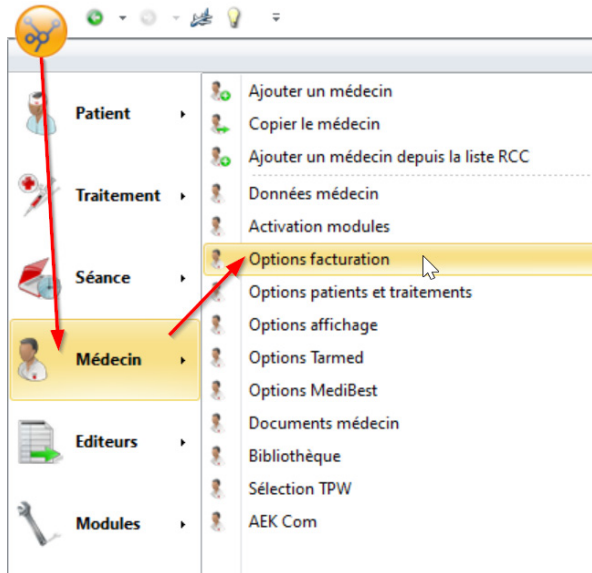 Patient
Traitement
Séance
Médecin
Editeurs
Modules
Ajouter un médecin
Copier le médecin
Ajouter un médecin depuis la liste RCC
Données médecin
Activation modules
Options facturation
Options patients et traitements
Options affichage
Options Tarmed
Options MediBest
Documents médecin
Bibliothèque
Sélection TPW
AEK Com